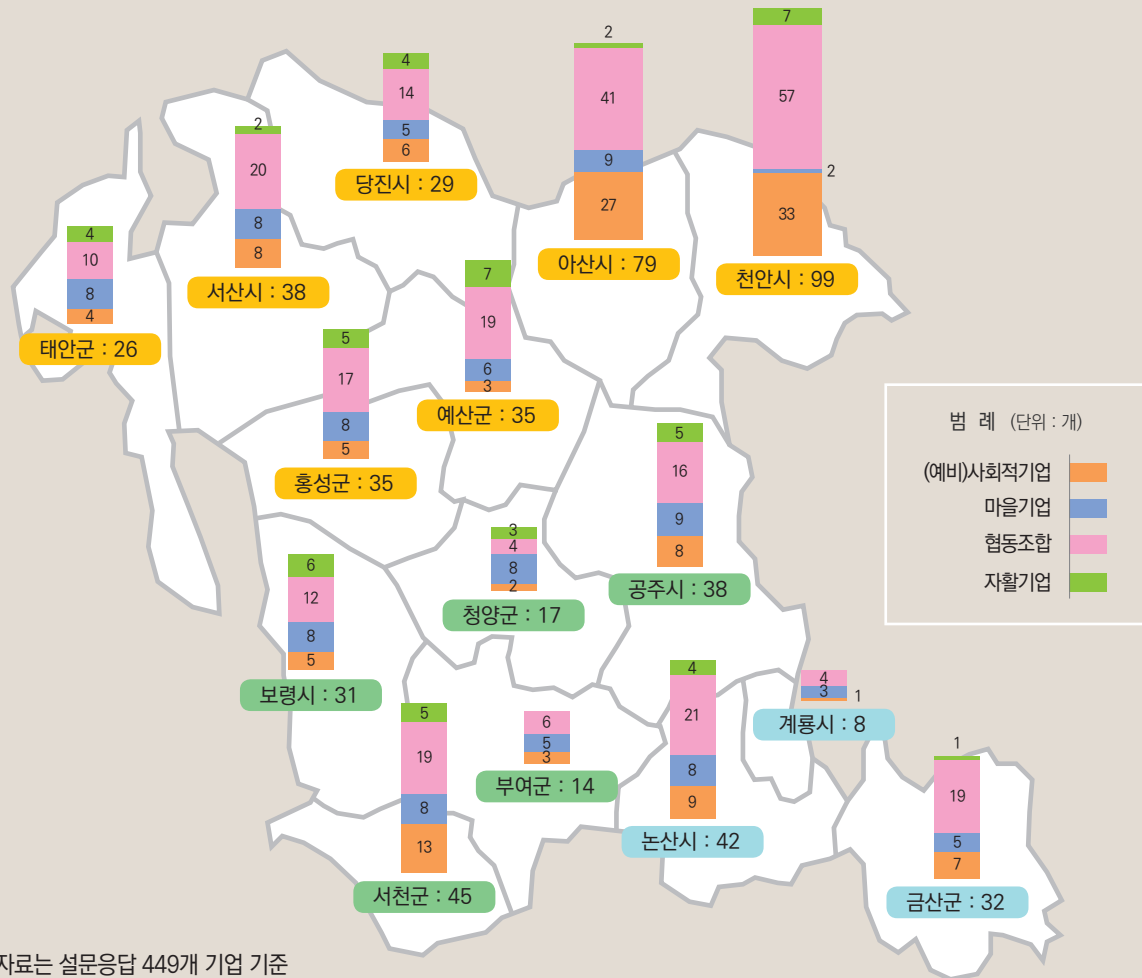 7
57
2
33
천안시 : 99
2
41
9
27
아산시 : 79
4
14
5
6
당진시 : 29
2
20
8
8
서산시 : 38
4
10
8
4
태안군 : 26
7
19
6
3
예산군 : 35
5
17
8
5
홍성군 : 35
범 례 (단위 : 개)
(예비)사회적기업
마을기업
협동조합
자활기업
5
16
9
8
공주시 : 38
3
4
8
2
청양군 : 17
6
12
8
5
보령시 : 31
4
3
1
계룡시 : 8
4
21
8
9
논산시 : 42
6
5
3
부여군 : 14
5
19
8
13
서천군 : 45
1
19
5
7
금산군 : 32
자료는 설문응답 449개 기업 기준